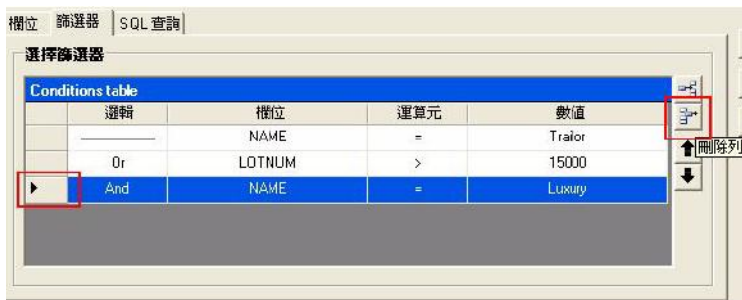 欄位 篩選器 SQL 查詢
選擇篩選器
Conditions table
邏輯 欄位 運算元 數值
NAME = Trailor
Or LOTNUM > 15000
And NAME = Luxury
刪除列